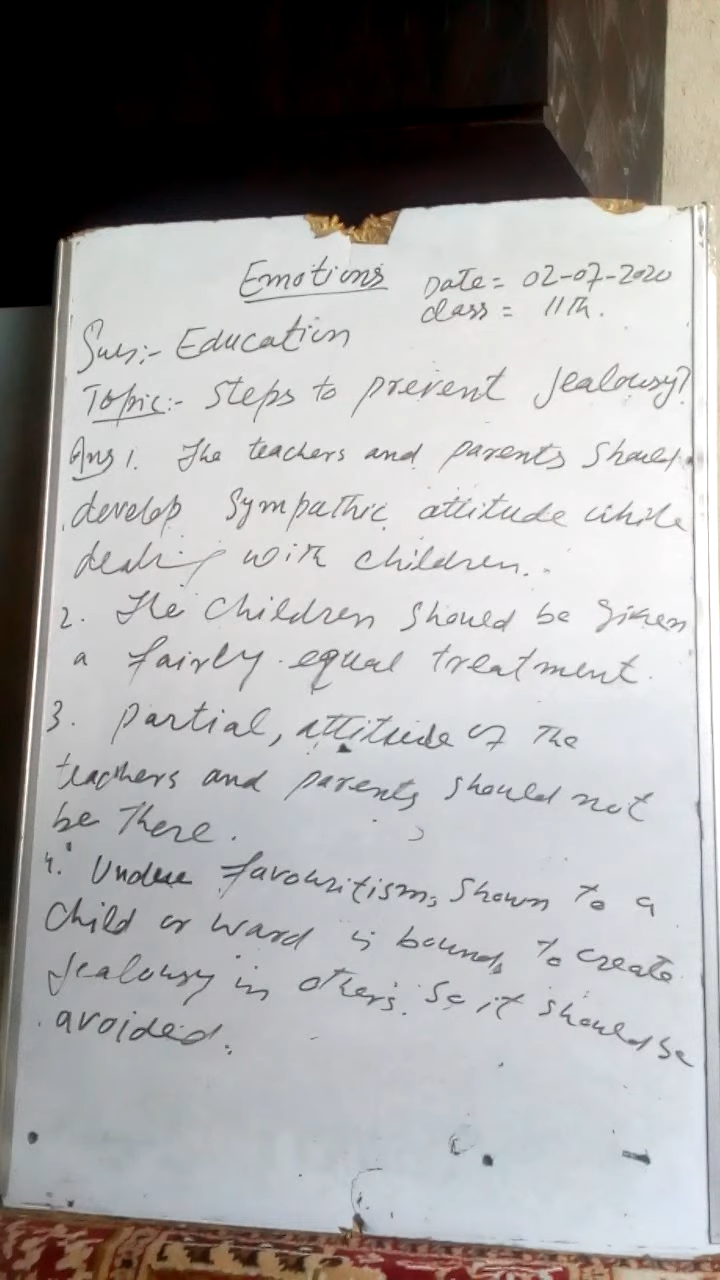 Emotions
Date = 02-07-2020
class = 11th.
Sub:- Education
Topic:- Steps to prevent Jealousy?
Ans 1. The teachers and parents should
develop Sympathic attitude while
dealing with children..
2. The children should be given
a fairly equal treatment.
3. Partial, attitude of the
teachers and parents should not
be there.
4. Undue favouritism, shown to a
child or ward is bound, to create
Jealousy in others. So it should be
avoided.